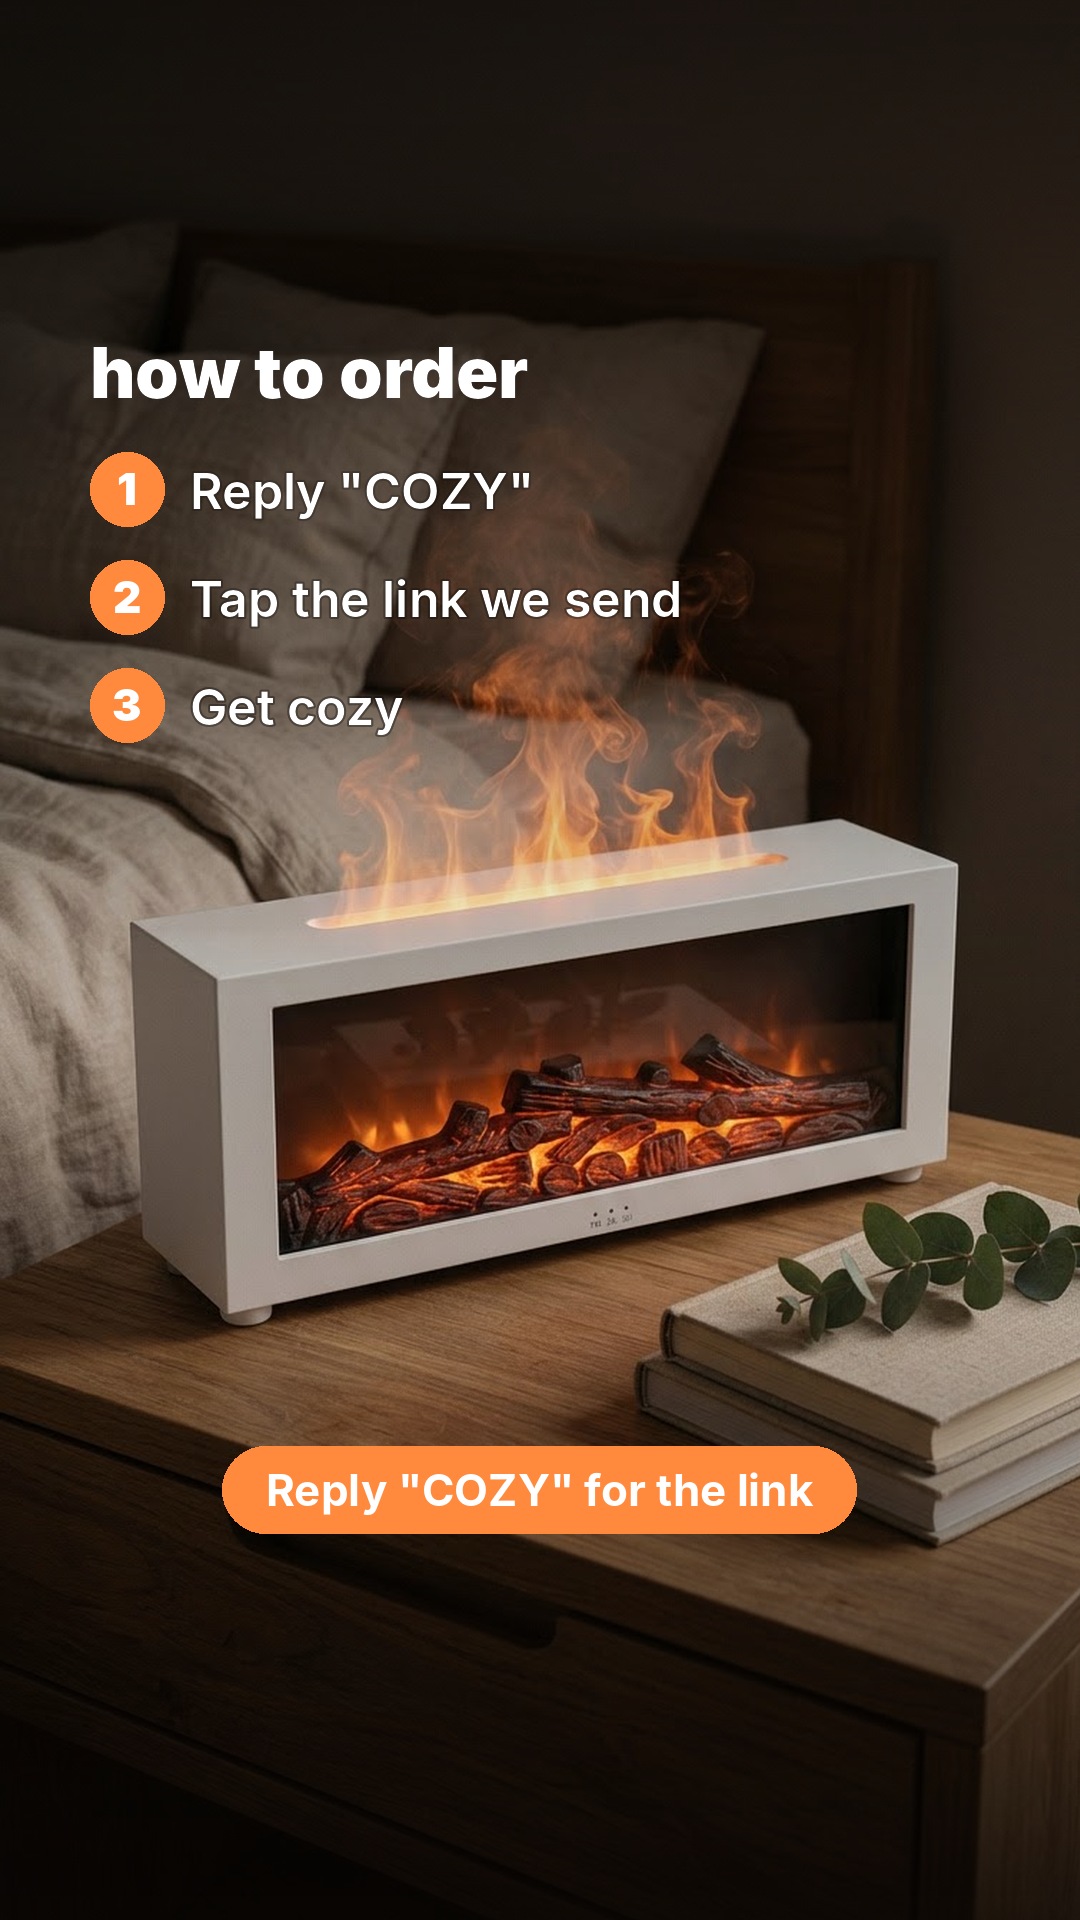 how to order
1 Reply "COZY"
2 Tap the link we send
3 Get cozy
Reply "COZY" for the link